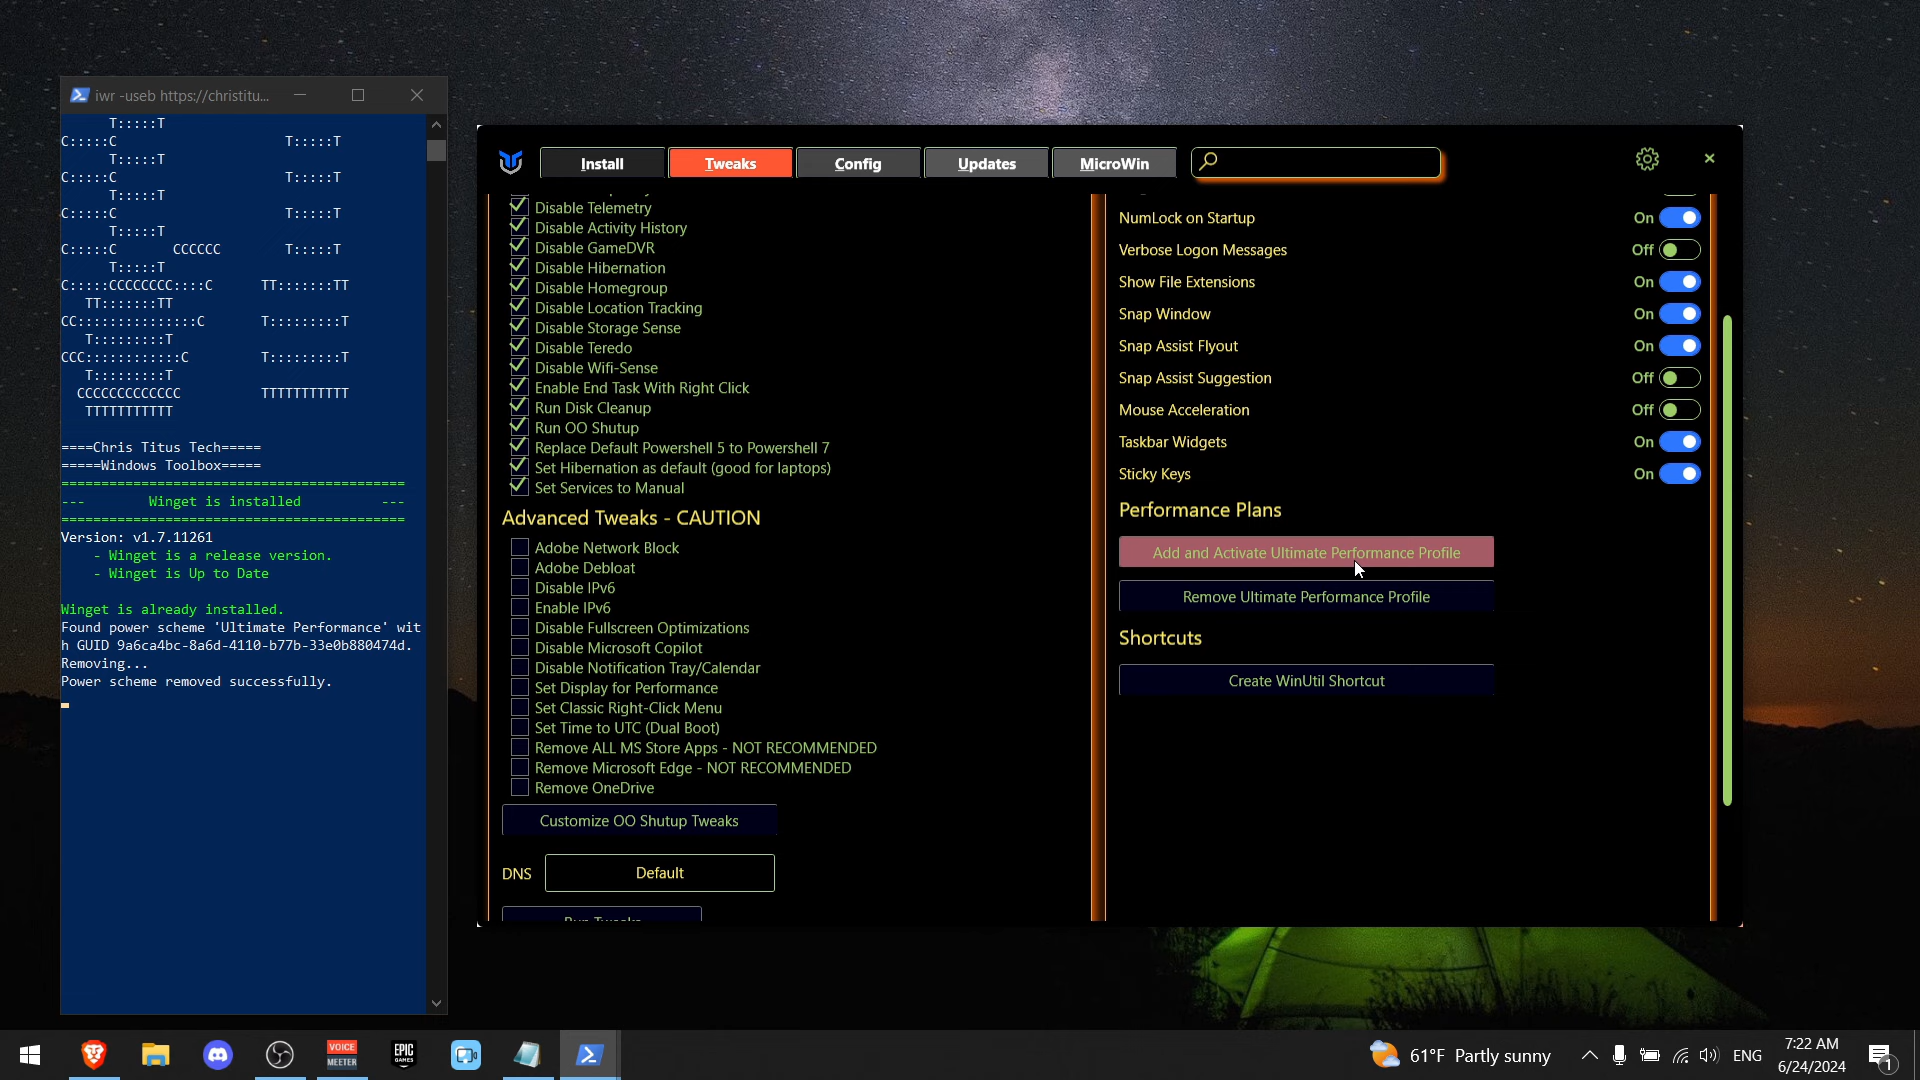 iwr -useb https://christitu...
T:::::T
C:::::C T:::::T
T:::::T
C:::::C T:::::T
T:::::T
C:::::C T:::::T
T:::::T
C:::::C CCCCCC T:::::T
T:::::T
C:::::CCCCCCCC::::C TT:::::::TT
TT:::::::TT
CC:::::::::::::::C T:::::::::T
T:::::::::T
CCC::::::::::::C T:::::::::T
T:::::::::T
CCCCCCCCCCCCC TTTTTTTTTTT
TTTTTTTTTTT
====Chris Titus Tech=====
=====Windows Toolbox=====
===========================================
--- Winget is installed ---
===========================================
Version: v1.7.11261
- Winget is a release version.
- Winget is Up to Date
Winget is already installed.
Found power scheme 'Ultimate Performance' wit
h GUID 9a6ca4bc-8a6d-4110-b77b-33e0b880474d.
Removing...
Power scheme removed successfully.
Install
Tweaks
Config
Updates
MicroWin
Disable Telemetry
Disable Activity History
Disable GameDVR
Disable Hibernation
Disable Homegroup
Disable Location Tracking
Disable Storage Sense
Disable Teredo
Disable Wifi-Sense
Enable End Task With Right Click
Run Disk Cleanup
Run OO Shutup
Replace Default Powershell 5 to Powershell 7
Set Hibernation as default (good for laptops)
Set Services to Manual
Advanced Tweaks - CAUTION
Adobe Network Block
Adobe Debloat
Disable IPv6
Enable IPv6
Disable Fullscreen Optimizations
Disable Microsoft Copilot
Disable Notification Tray/Calendar
Set Display for Performance
Set Classic Right-Click Menu
Set Time to UTC (Dual Boot)
Remove ALL MS Store Apps - NOT RECOMMENDED
Remove Microsoft Edge - NOT RECOMMENDED
Remove OneDrive
Customize OO Shutup Tweaks
DNS Default
Run Tweaks
NumLock on Startup On
Verbose Logon Messages Off
Show File Extensions On
Snap Window On
Snap Assist Flyout On
Snap Assist Suggestion Off
Mouse Acceleration Off
Taskbar Widgets On
Sticky Keys On
Performance Plans
Add and Activate Ultimate Performance Profile
Remove Ultimate Performance Profile
Shortcuts
Create WinUtil Shortcut
VOICE
MEETER
EPIC
GAMES
61°F Partly sunny
ENG
7:22 AM
6/24/2024
1